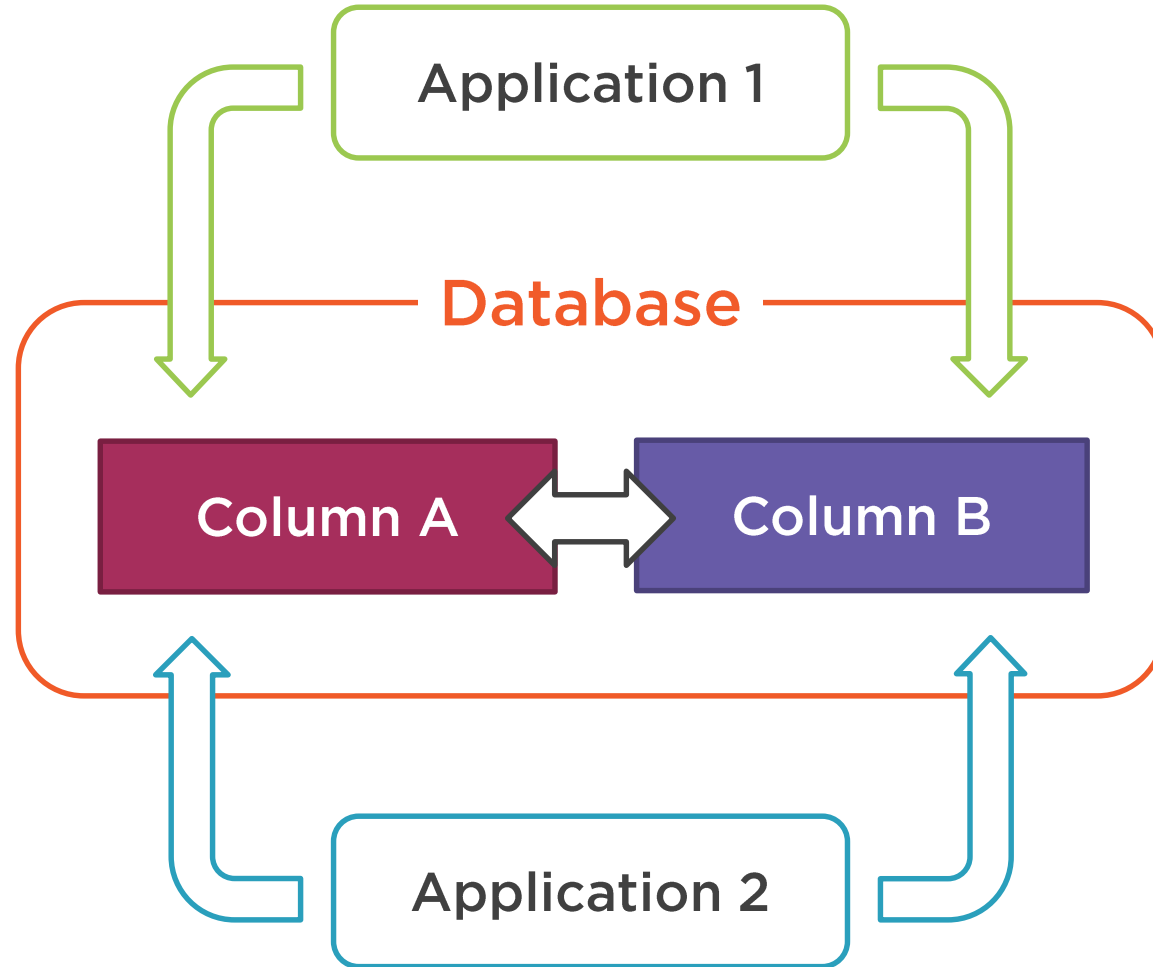 Application 1
Database
Column A
Column B
Application 2